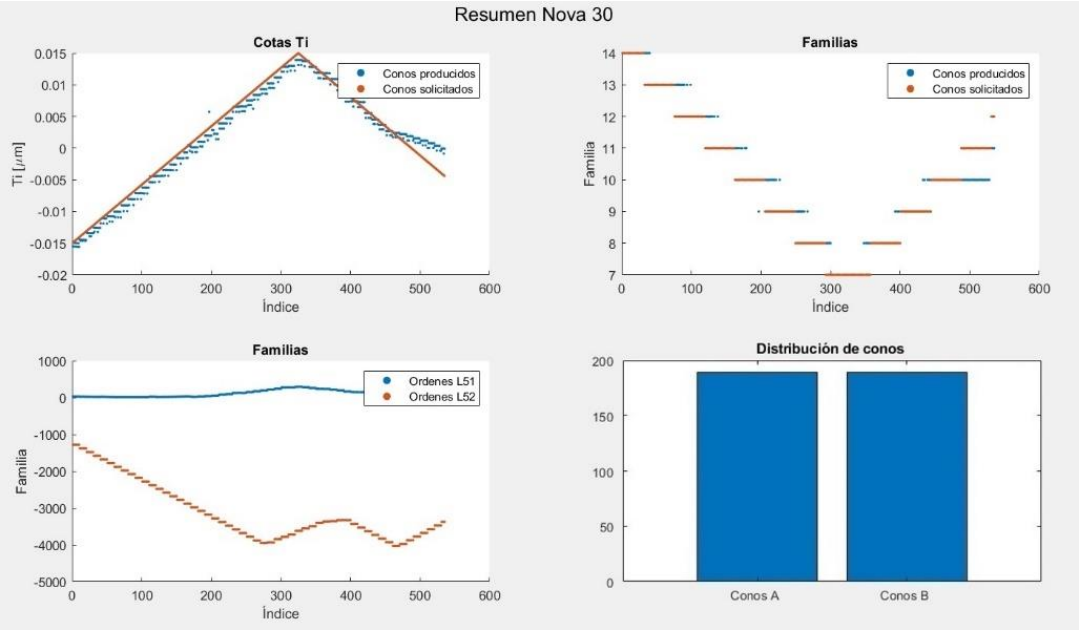 Resumen Nova 30
Cotas Ti
0.015
0.01
0.005
0
-0.005
-0.01
-0.015
-0.02
Ti [μm]
0 100 200 300 400 500 600
Índice
Conos producidos
Conos solicitados
Familias
14
13
12
11
10
9
8
7
Familia
0 100 200 300 400 500 600
Índice
Conos producidos
Conos solicitados
Familias
1000
0
-1000
-2000
-3000
-4000
-5000
Familia
0 100 200 300 400 500 600
Índice
Ordenes L51
Ordenes L52
Distribución de conos
200
150
100
50
0
Conos A Conos B